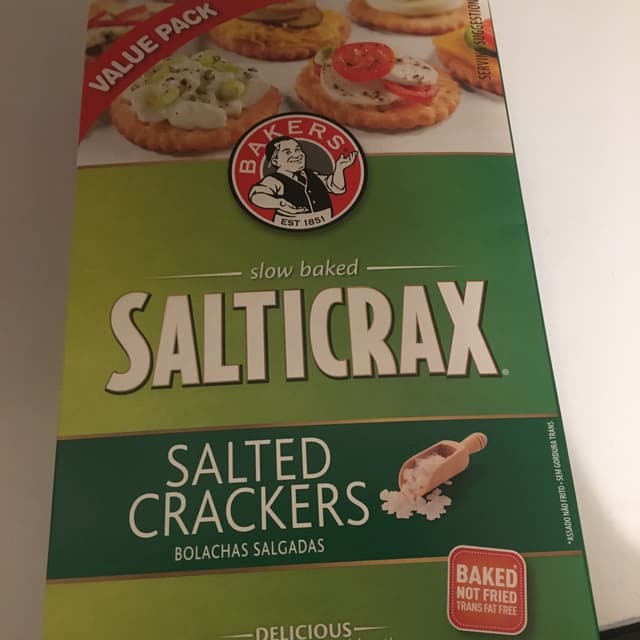 VALUE PACK
SERVING SUGGESTION
BAKERS
EST 1851
slow baked
SALTICRAX
SALTED
CRACKERS
BOLACHAS SALGADAS
*ASSADO NÃO FRITO • SEM GORDURA TRANS
BAKED*
NOT FRIED
TRANS FAT FREE
DELICIOUS